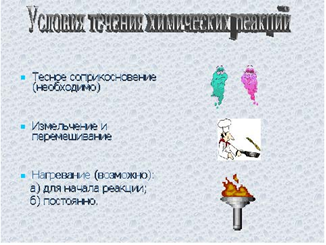 Условия течения химических реакций
Тесное соприкосновение
(необходимо)
Измельчение и
перемешивание
Нагревание (возможно):
а) для начала реакции;
б) постоянно.